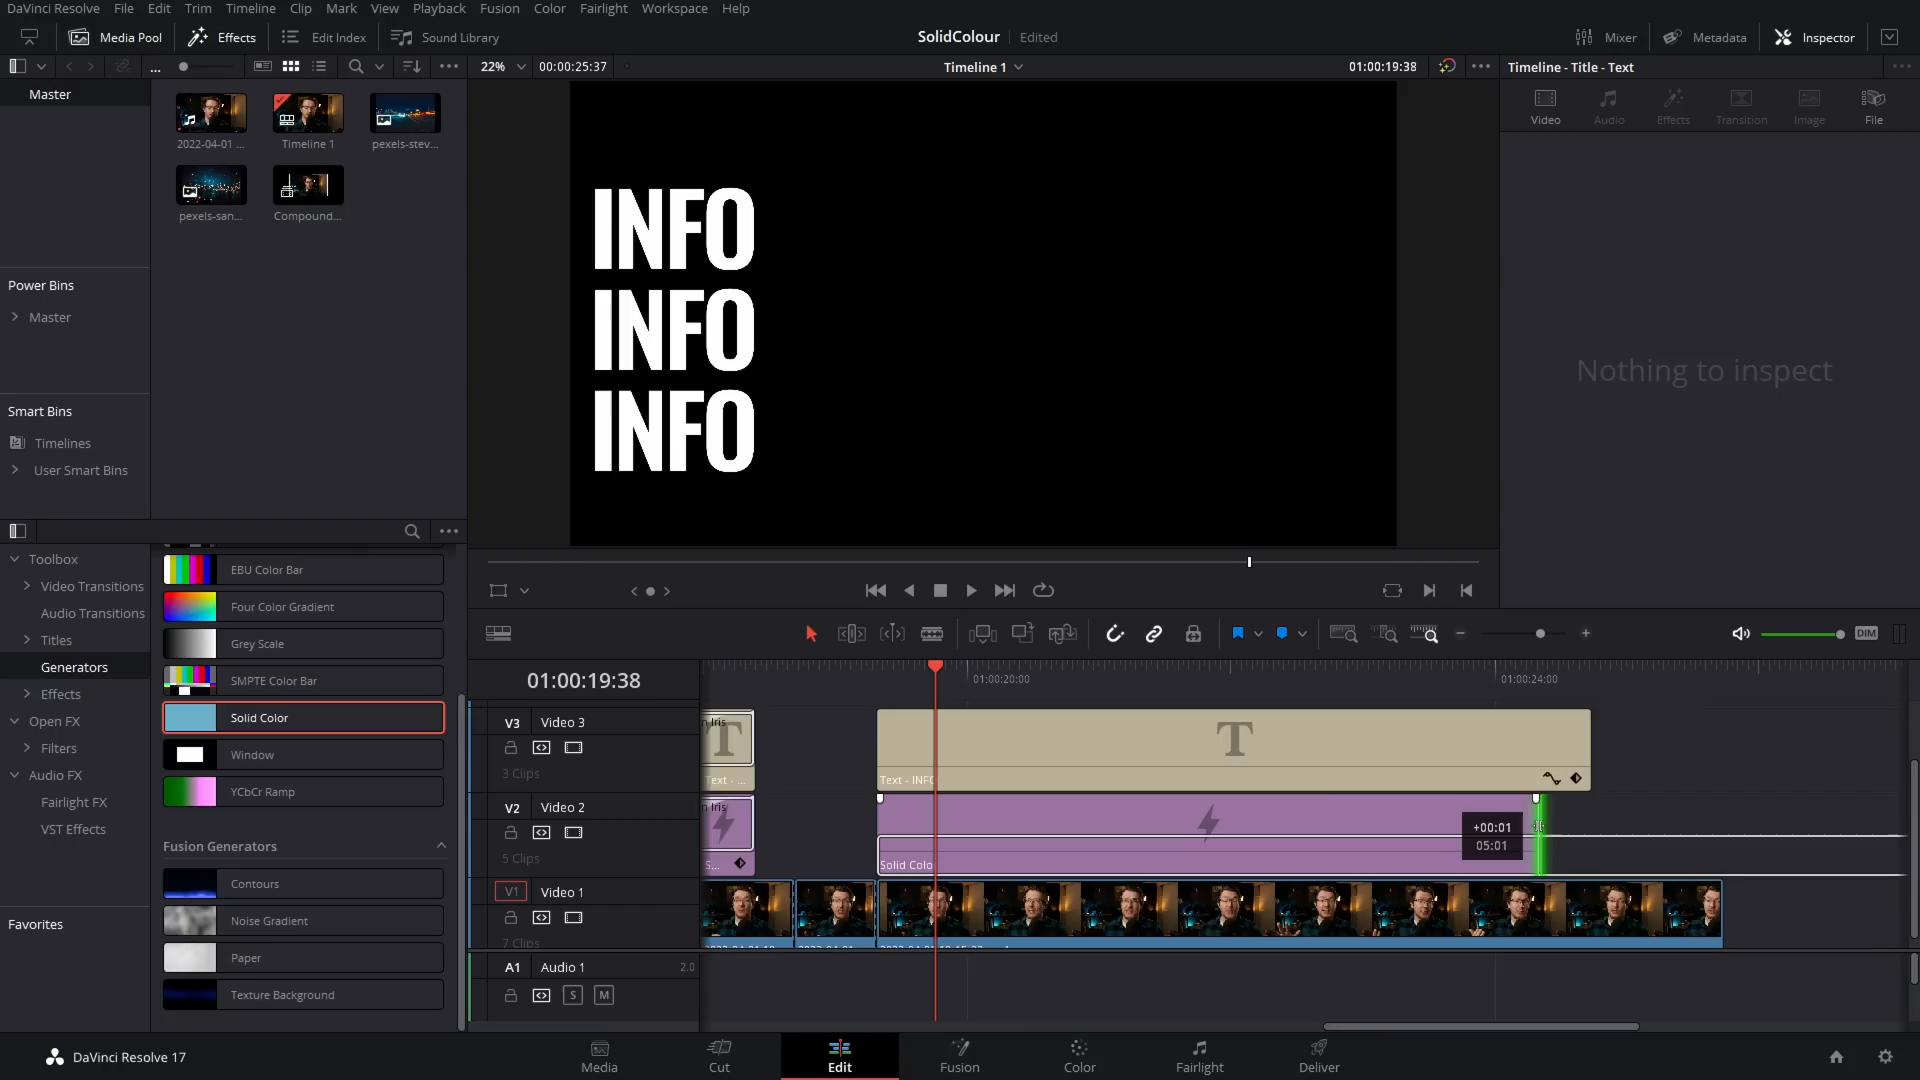 DaVinci Resolve File Edit Trim Timeline Clip Mark View Playback Fusion Color Fairlight Workspace Help
Media Pool Effects Edit Index Sound Library SolidColour Edited Mixer Metadata Inspector
... 22% 00:00:25:37 Timeline 1 01:00:19:38 Timeline - Title - Text
Master
Video Audio Effects Transition Image File
2022-04-01 ... Timeline 1 pexels-stev...
pexels-san... Compound...
Power Bins
Master
Smart Bins
Timelines
User Smart Bins
INFO
INFO
INFO
Nothing to inspect
Toolbox
Video Transitions
Audio Transitions
Titles
Generators
Effects
Open FX
Filters
Audio FX
Fairlight FX
VST Effects
Favorites
EBU Color Bar
Four Color Gradient
Grey Scale
SMPTE Color Bar
Solid Color
Window
YCbCr Ramp
Fusion Generators
Contours
Noise Gradient
Paper
Texture Background
DIM
01:00:19:38 01:00:20:00 01:00:24:00
V3 Video 3
3 Clips
n Iris T
Text - ...
T
Text - INFO
V2 Video 2
5 Clips
n Iris
S...
Solid Colo
+00:01
05:01
V1 Video 1
7 Clips
A1 Audio 1 2.0
S M
DaVinci Resolve 17
Media Cut Edit Fusion Color Fairlight Deliver